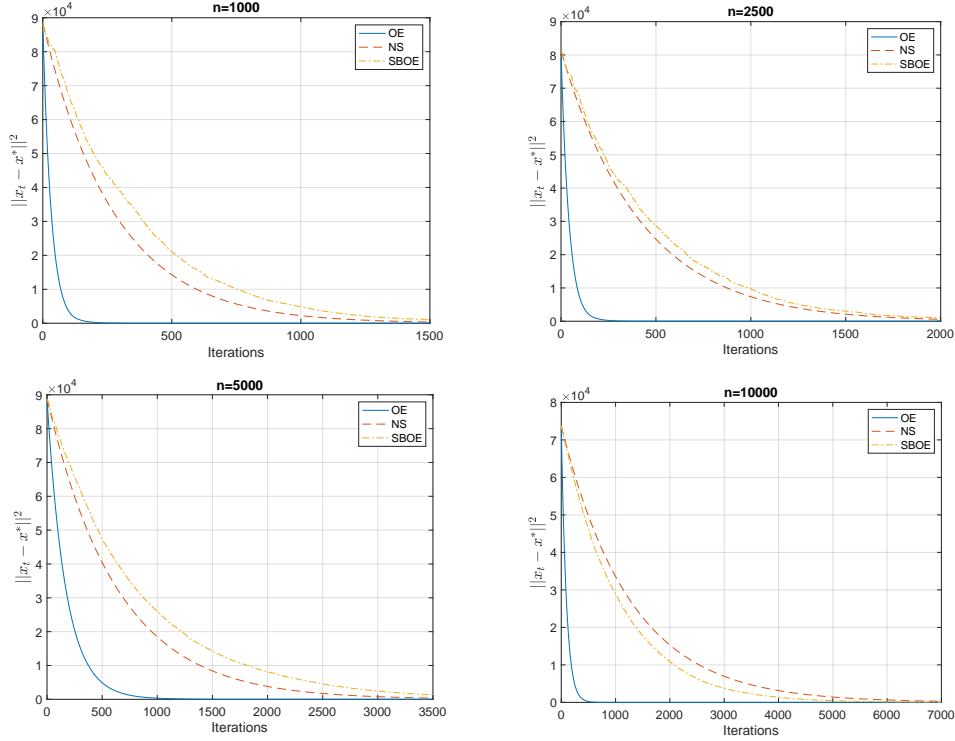 n=1000
×10^4
9
8
7
6
5
4
3
2
1
0
||x_t − x*||^2
0 500 1000 1500
Iterations
OE
NS
SBOE
n=2500
×10^4
9
8
7
6
5
4
3
2
1
0
||x_t − x*||^2
0 500 1000 1500 2000
Iterations
OE
NS
SBOE
n=5000
×10^4
9
8
7
6
5
4
3
2
1
0
||x_t − x*||^2
0 500 1000 1500 2000 2500 3000 3500
Iterations
OE
NS
SBOE
n=10000
×10^4
8
7
6
5
4
3
2
1
0
||x_t − x*||^2
0 1000 2000 3000 4000 5000 6000 7000
Iterations
OE
NS
SBOE